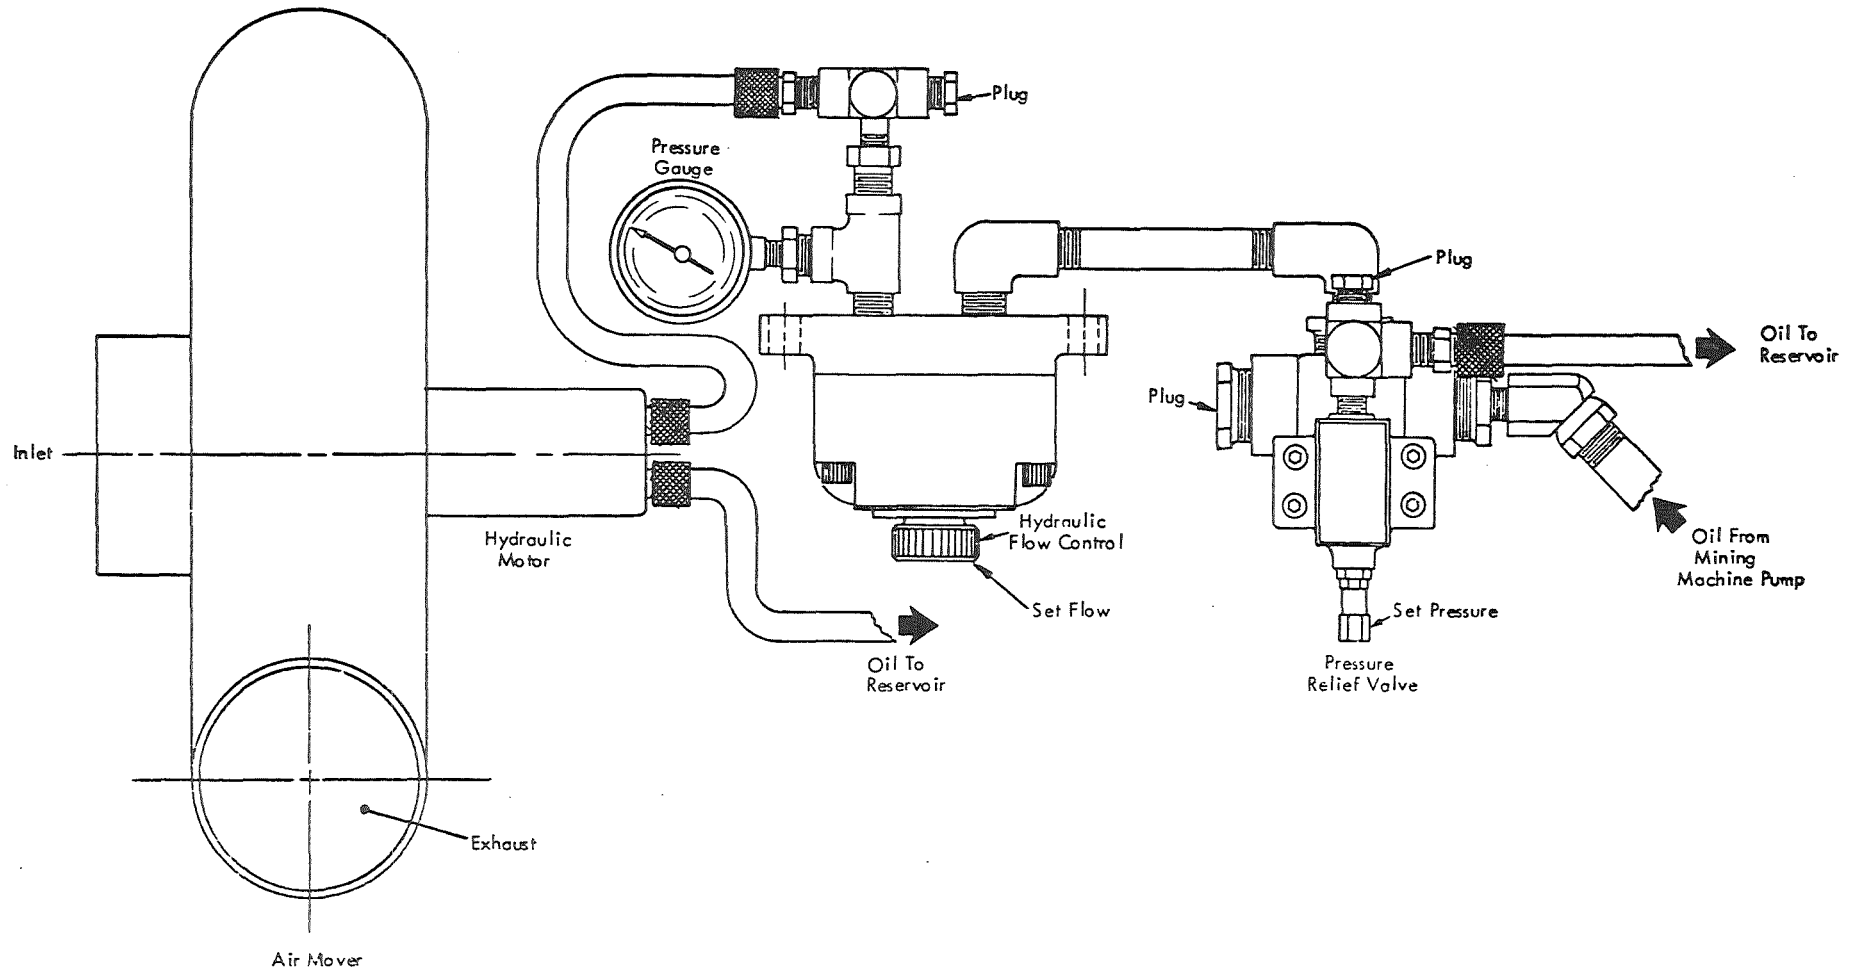 Plug
Pressure
Gauge
Plug
Oil To
Reservoir
Plug
Inlet
Hydraulic
Motor
Hydraulic
Flow Control
Oil From
Mining
Machine Pump
Set Flow
Set Pressure
Oil To
Reservoir
Pressure
Relief Valve
Exhaust
Air Mover